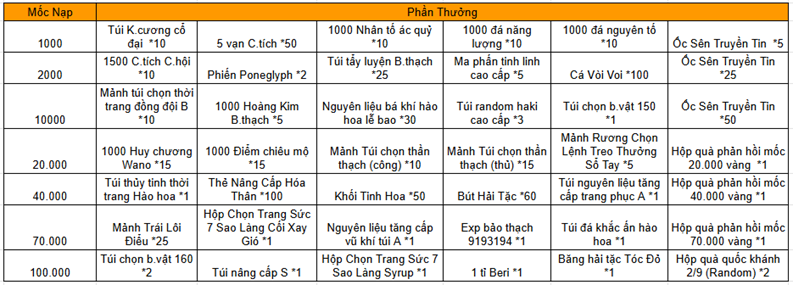 Mốc Nạp Phần Thưởng
1000 Túi K.cương cổ đại *10 5 vạn C.tích *50 1000 Nhân tố ác quỷ *10 1000 đá năng lượng *10 1000 đá nguyên tố *10 Ốc Sên Truyền Tin *5
2000 1500 C.tích C.hội *10 Phiến Poneglyph *2 Túi tẩy luyện B.thạch *25 Ma phẩn tinh linh cao cấp *5 Cá Vòi Voi *100 Ốc Sên Truyền Tin *25
10000 Mảnh túi chọn thời trang đồng đội B *10 1000 Hoàng Kim B.thạch *5 Nguyên liệu bá khí hào hoa lễ bao *30 Túi random haki cao cấp *3 Túi chọn b.vật 150 *1 Ốc Sên Truyền Tin *50
20.000 1000 Huy chương Wano *15 1000 Điểm chiêu mộ *15 Mảnh Túi chọn thần thạch (công) *10 Mảnh Túi chọn thần thạch (thủ) *15 Mảnh Rương Chọn Lệnh Treo Thưởng Sổ Tay *5 Hộp quà phản hồi mốc 20.000 vàng *1
40.000 Túi thủy tinh thời trang Hào hoa *1 Thẻ Nâng Cấp Hóa Thần *100 Khối Tinh Hoa *50 Bút Hải Tặc *60 Túi nguyên liệu tăng cấp trang phục A *1 Hộp quà phản hồi mốc 40.000 vàng *1
70.000 Mảnh Trái Lôi Điểu *25 Hộp Chọn Trang Sức 7 Sao Làng Cối Xay Gió *1 Nguyên liệu tăng cấp vũ khí túi A *1 Exp bảo thạch 9193194 *1 Túi đá khắc ấn hào hoa *1 Hộp quà phản hồi mốc 70.000 vàng *1
100.000 Túi chọn b.vật 160 *2 Túi nâng cấp S *1 Hộp Chọn Trang Sức 7 Sao Làng Syrup *1 1 tỉ Beri *1 Băng hải tặc Tóc Đỏ *1 Hộp quà quốc khánh 2/9 (Random) *2